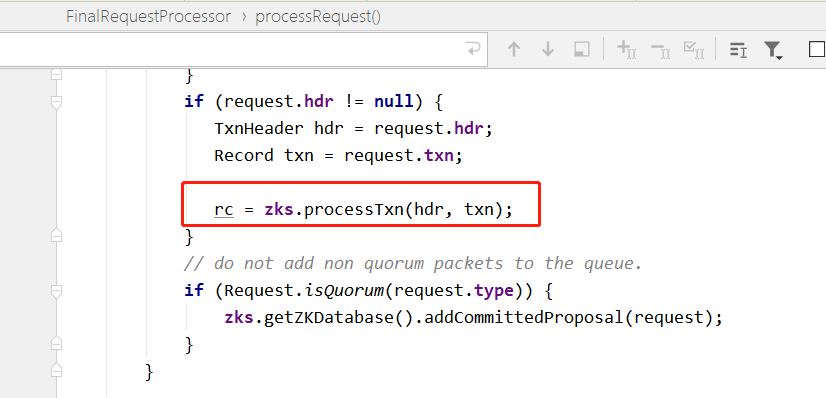 FinalRequestProcessor › processRequest()
}
if (request.hdr != null) {
TxnHeader hdr = request.hdr;
Record txn = request.txn;
rc = zks.processTxn(hdr, txn);
}
// do not add non quorum packets to the queue.
if (Request.isQuorum(request.type)) {
zks.getZKDatabase().addCommittedProposal(request);
}
}